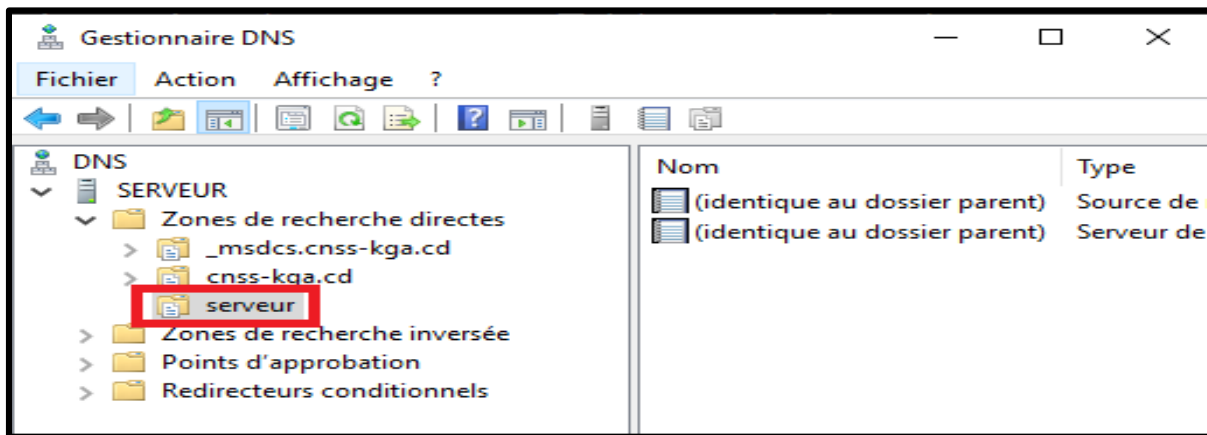 Gestionnaire DNS
Fichier Action Affichage ?
DNS
SERVEUR
Zones de recherche directes
_msdcs.cnss-kga.cd
cnss-kga.cd
serveur
Zones de recherche inversée
Points d'approbation
Redirecteurs conditionnels
Nom Type
(identique au dossier parent) Source de
(identique au dossier parent) Serveur de